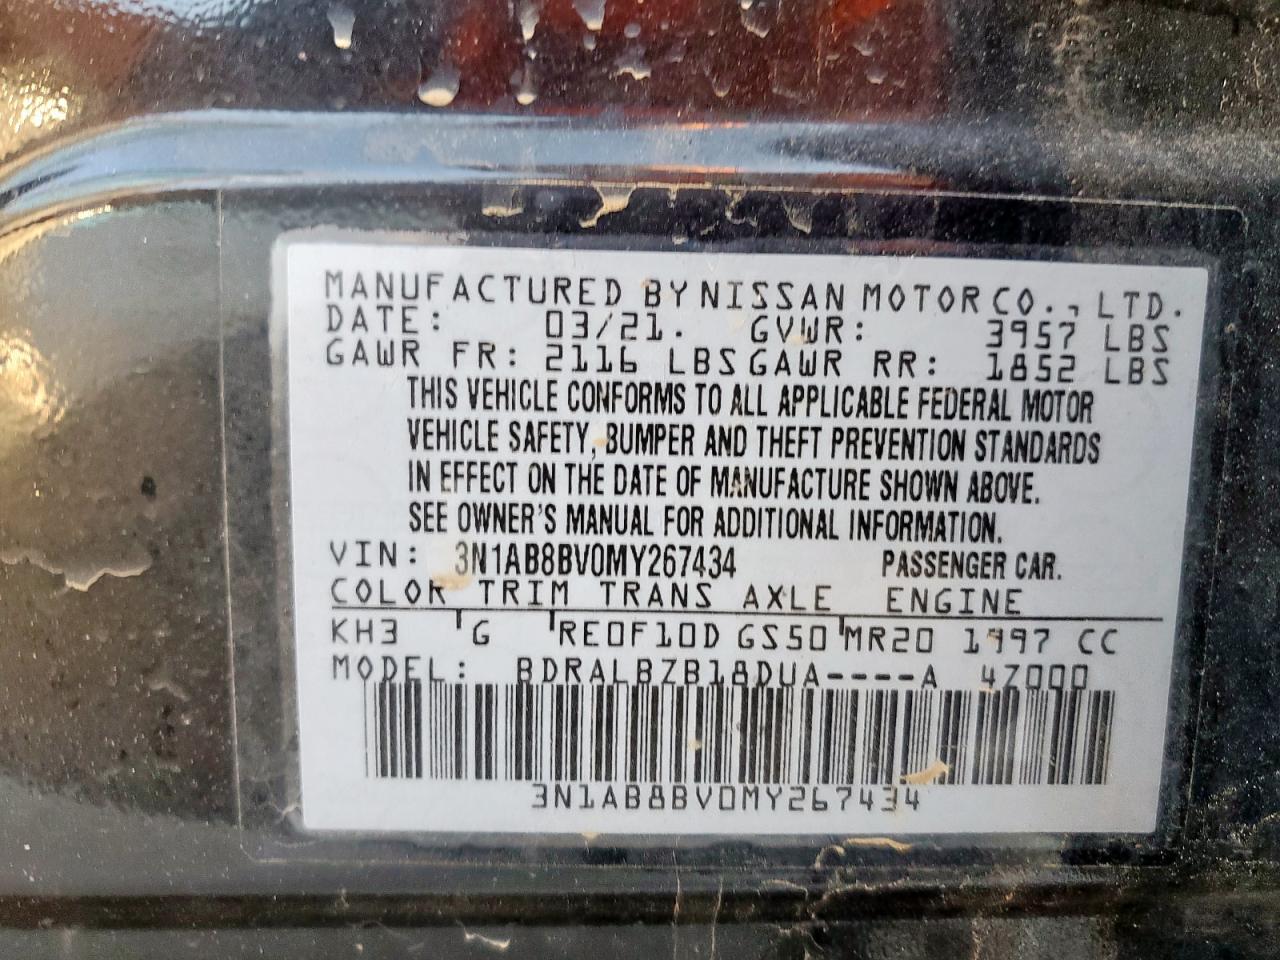 MANUFACTURED BY NISSAN MOTOR CO., LTD.
DATE: 03/21. GVWR: 3957 LBS
GAWR FR: 2116 LBS GAWR RR: 1852 LBS
THIS VEHICLE CONFORMS TO ALL APPLICABLE FEDERAL MOTOR
VEHICLE SAFETY, BUMPER AND THEFT PREVENTION STANDARDS
IN EFFECT ON THE DATE OF MANUFACTURE SHOWN ABOVE.
SEE OWNER'S MANUAL FOR ADDITIONAL INFORMATION.
VIN: 3N1AB8BV0MY267434 PASSENGER CAR.
COLOR TRIM TRANS AXLE ENGINE
KH3 G RE0F10D GS50 MR20 1997 CC
MODEL: BDRALBZB18DUA----A 4Z000
3N1AB8BV0MY267434